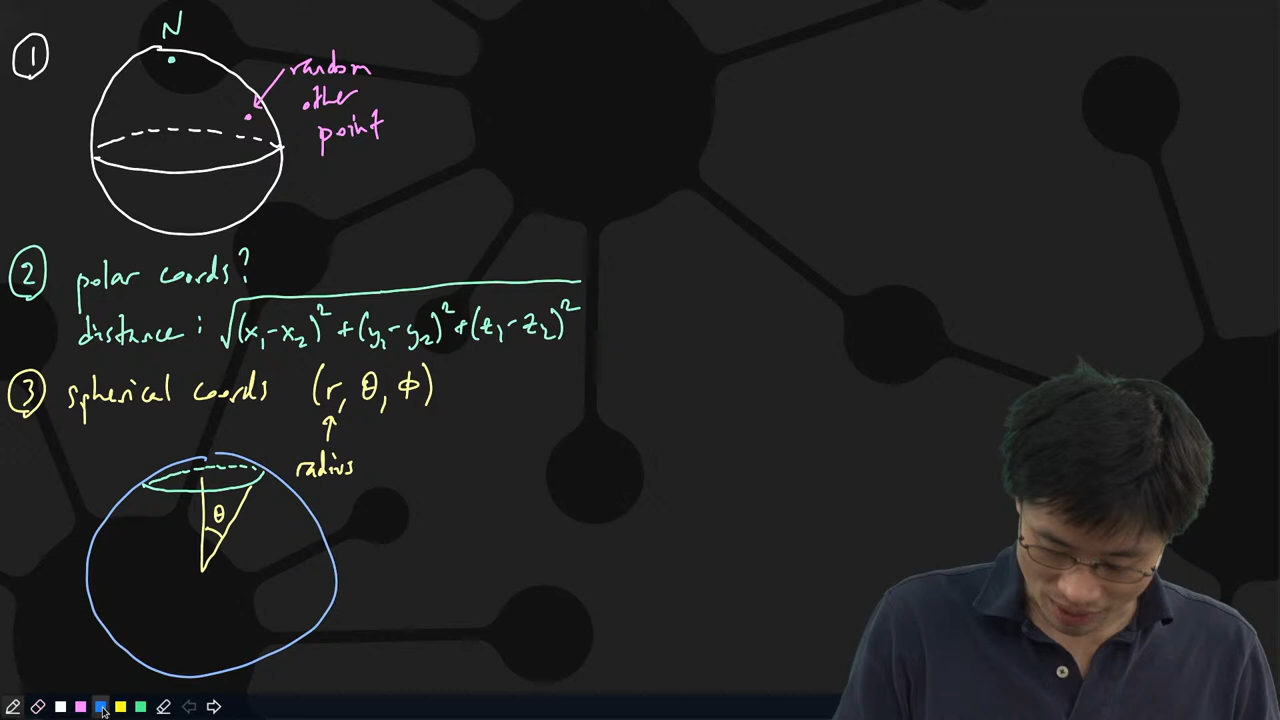 ① N
random
other
point
② polar coords?
distance: √(x₁-x₂)² + (y₁-y₂)² + (z₁-z₂)²
③ spherical coords (r, θ, φ)
radius
θ